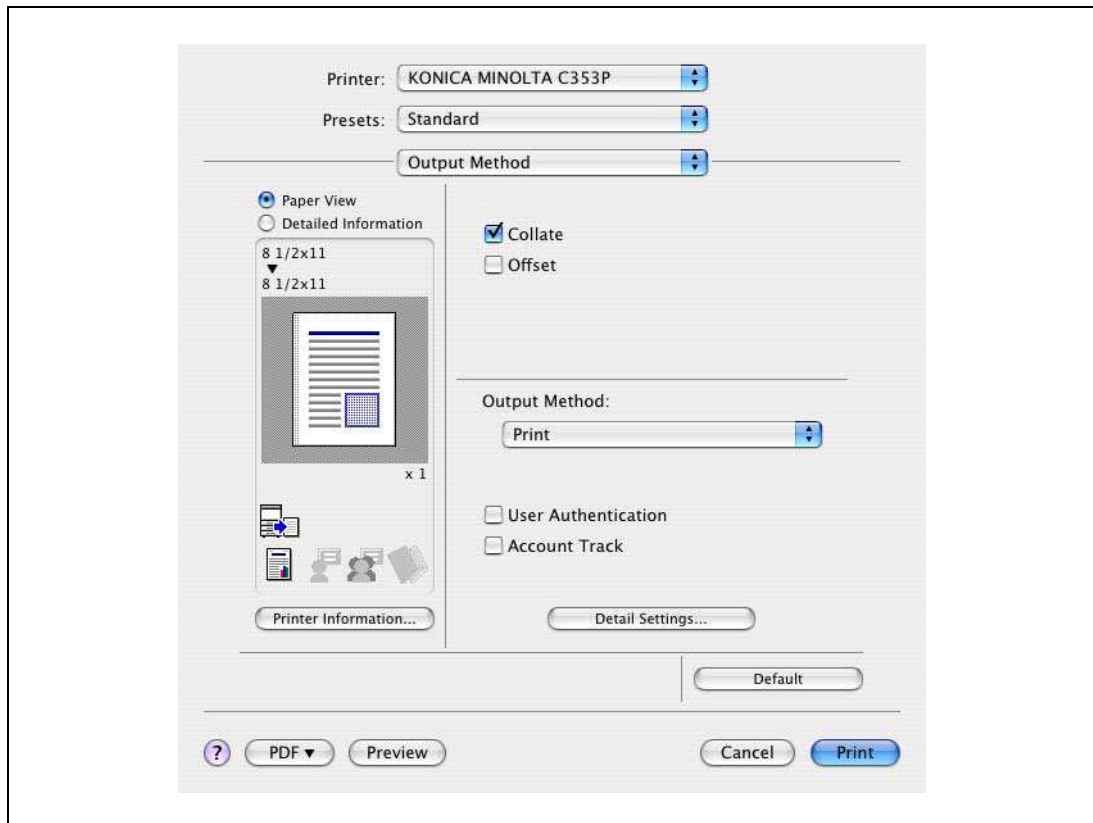 Printer: KONICA MINOLTA C353P
Presets: Standard
Output Method
Paper View
Detailed Information
8 1/2x11
8 1/2x11
x 1
Printer Information...
Collate
Offset
Output Method:
Print
User Authentication
Account Track
Detail Settings...
Default
? PDF Preview Cancel Print